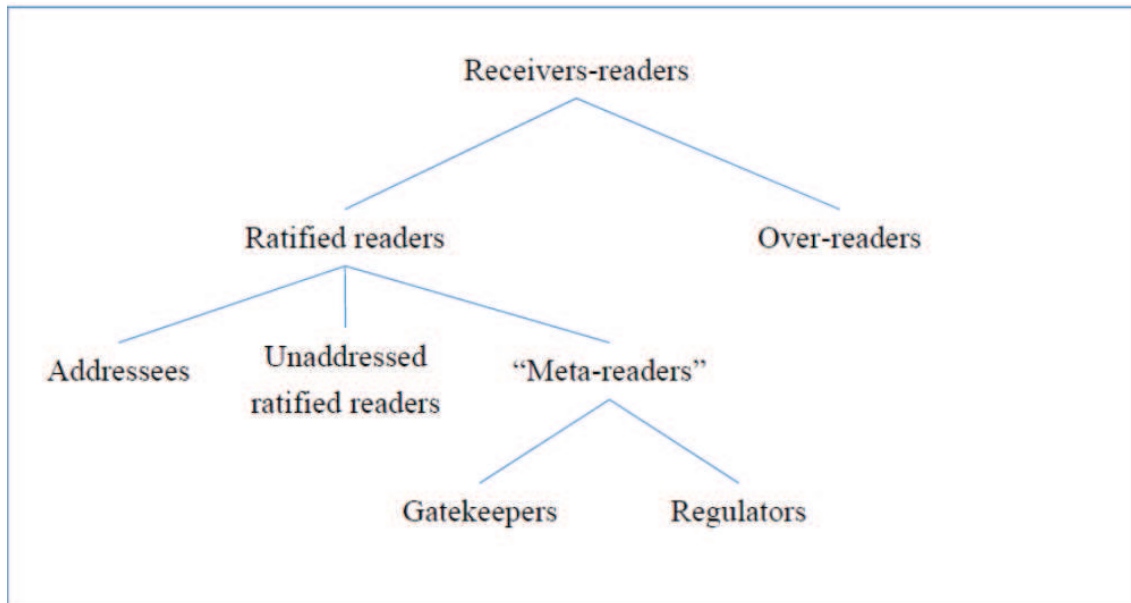 Receivers-readers
Ratified readers
Over-readers
Addressees
Unaddressed
ratified readers
“Meta-readers”
Gatekeepers
Regulators